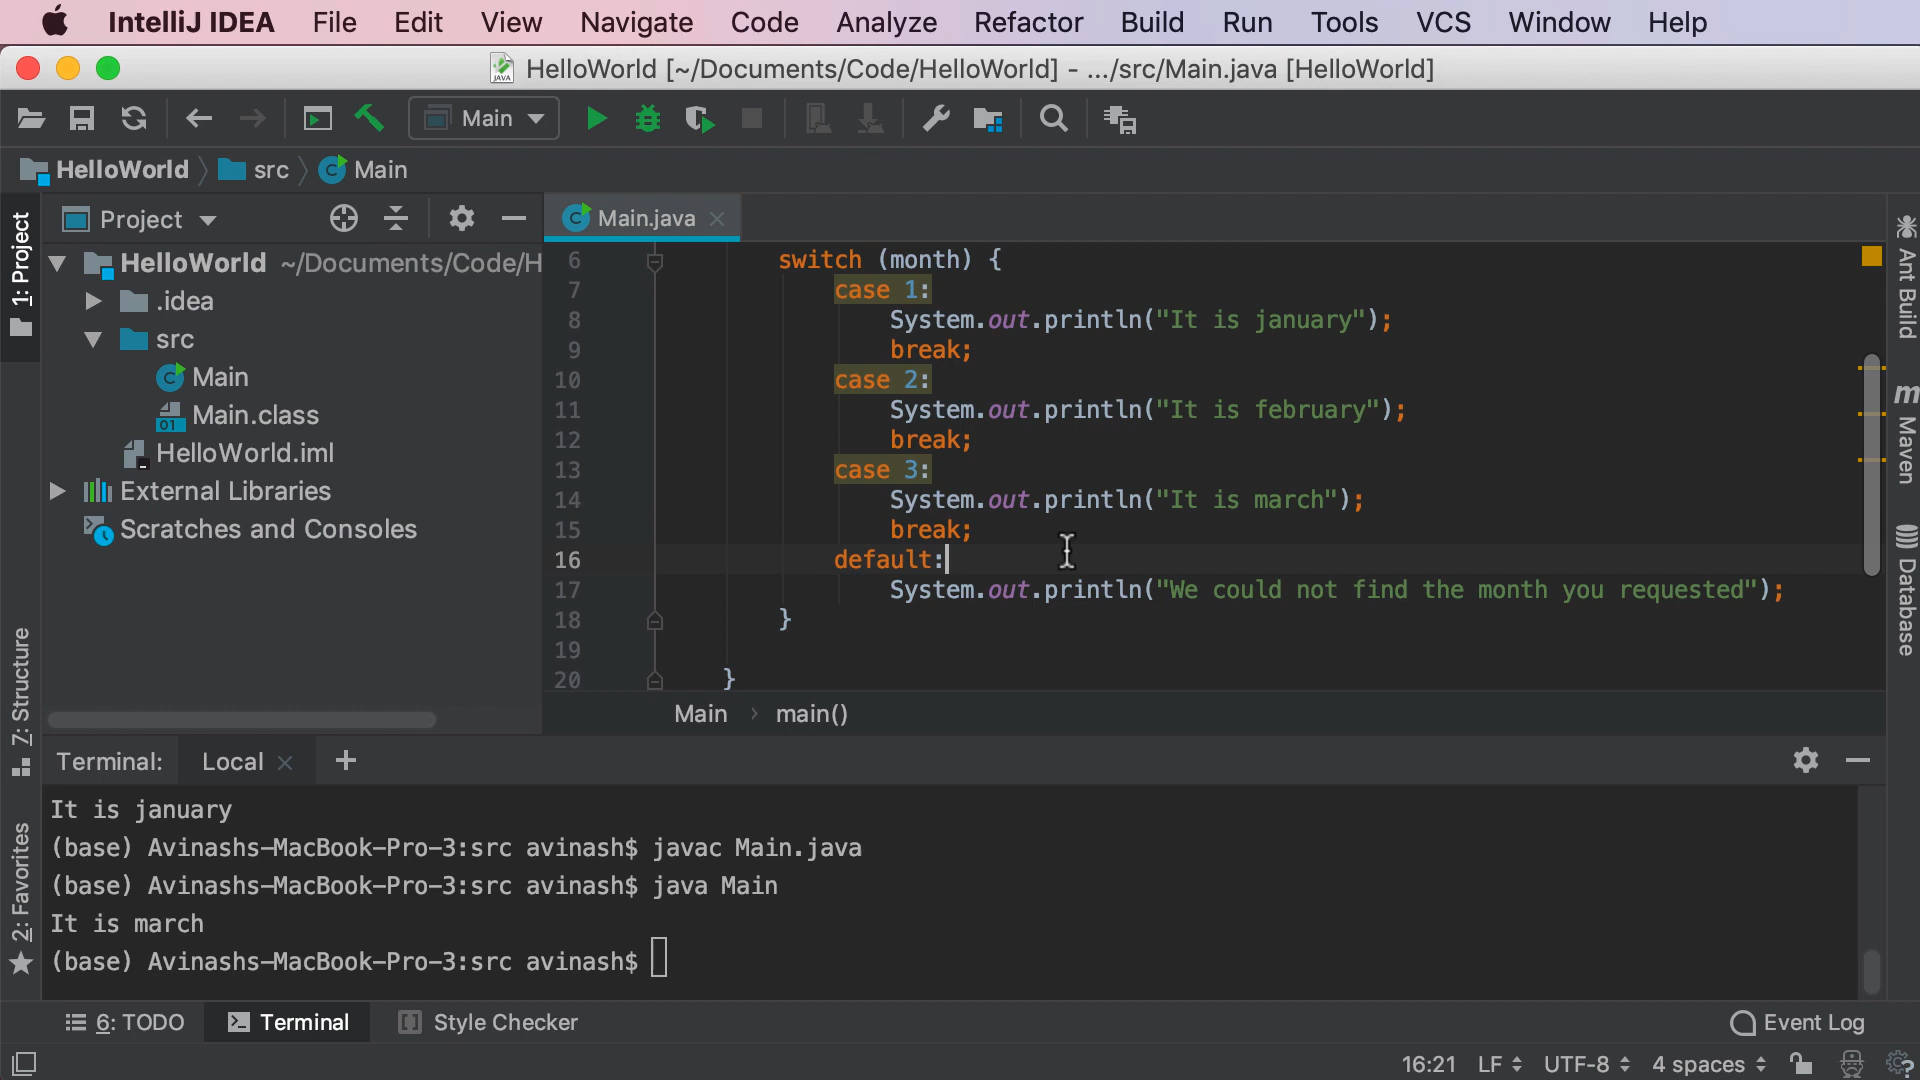 IntelliJ IDEA File Edit View Navigate Code Analyze Refactor Build Run Tools VCS Window Help
HelloWorld [~/Documents/Code/HelloWorld] - .../src/Main.java [HelloWorld]
Main
HelloWorld src Main
1: Project
Project
Main.java
HelloWorld ~/Documents/Code/H
.idea
src
Main
Main.class
HelloWorld.iml
External Libraries
Scratches and Consoles
6 switch (month) {
7 case 1:
8 System.out.println("It is january");
9 break;
10 case 2:
11 System.out.println("It is february");
12 break;
13 case 3:
14 System.out.println("It is march");
15 break;
16 default:
17 System.out.println("We could not find the month you requested");
18 }
19
20 }
Main › main()
Ant Build
m Maven
Database
7: Structure
2: Favorites
Terminal: Local
It is january
(base) Avinashs-MacBook-Pro-3:src avinash$ javac Main.java
(base) Avinashs-MacBook-Pro-3:src avinash$ java Main
It is march
(base) Avinashs-MacBook-Pro-3:src avinash$
6: TODO Terminal Style Checker Event Log
16:21 LF UTF-8 4 spaces